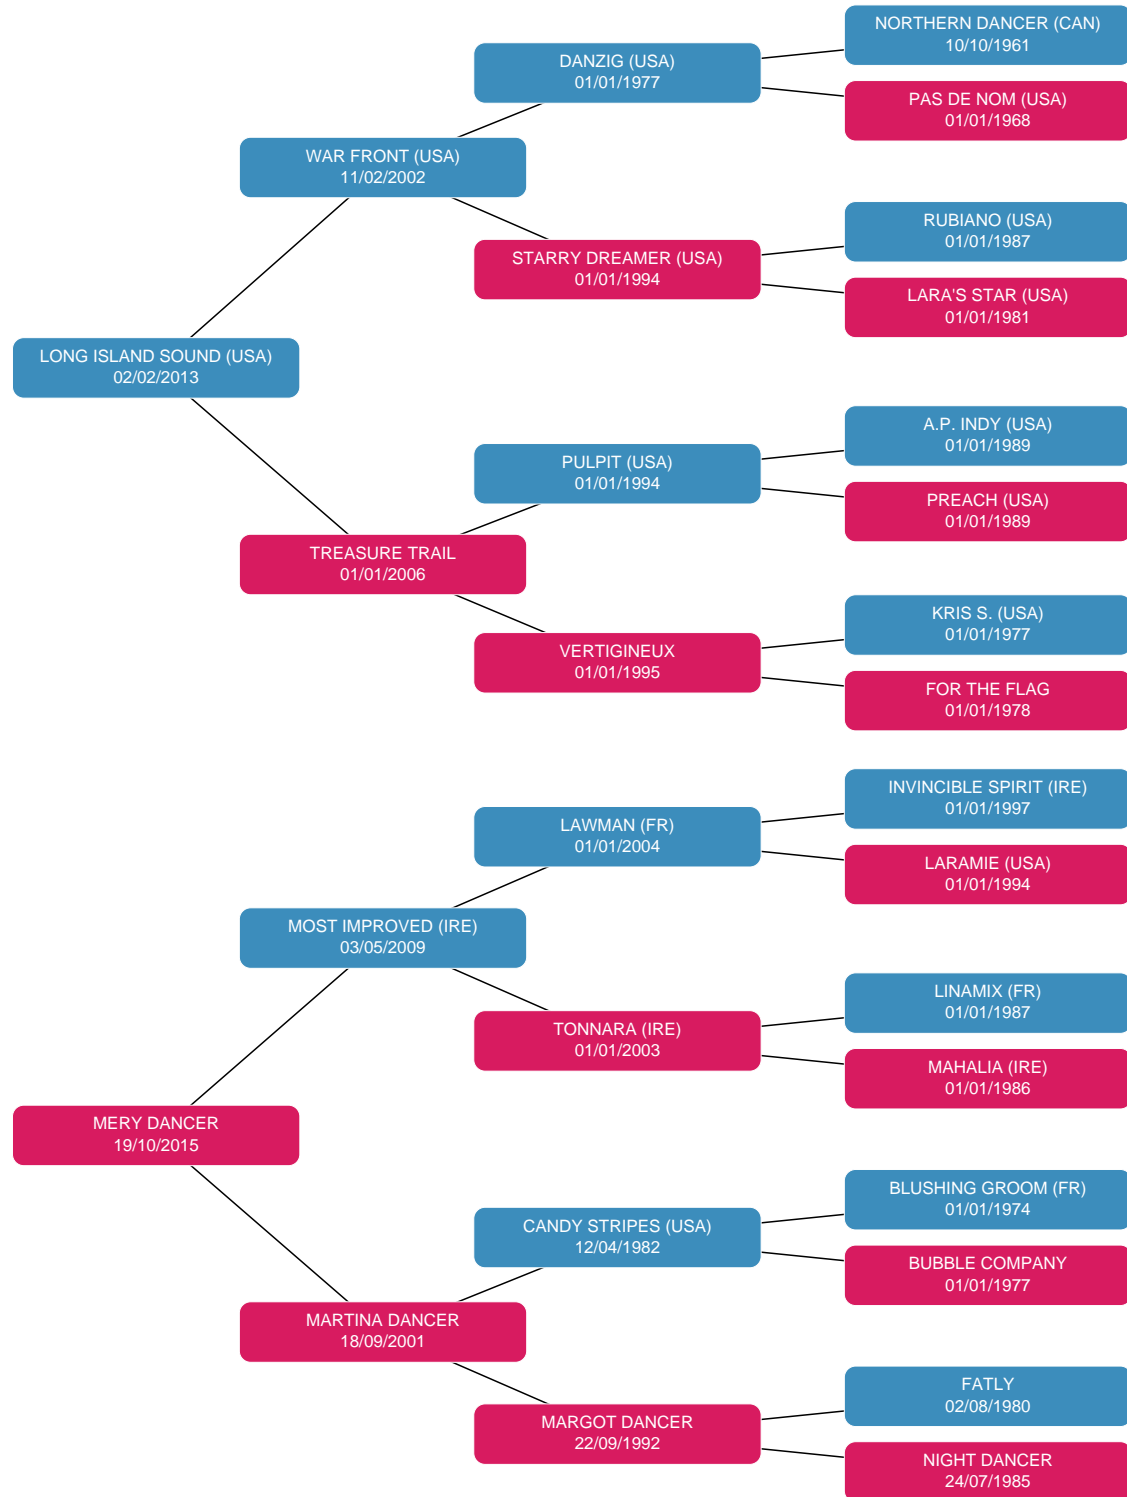 NORTHERN DANCER (CAN)
10/10/1961
DANZIG (USA)
01/01/1977
PAS DE NOM (USA)
01/01/1968
WAR FRONT (USA)
11/02/2002
RUBIANO (USA)
01/01/1987
STARRY DREAMER (USA)
01/01/1994
LARA'S STAR (USA)
01/01/1981
LONG ISLAND SOUND (USA)
02/02/2013
A.P. INDY (USA)
01/01/1989
PULPIT (USA)
01/01/1994
PREACH (USA)
01/01/1989
TREASURE TRAIL
01/01/2006
KRIS S. (USA)
01/01/1977
VERTIGINEUX
01/01/1995
FOR THE FLAG
01/01/1978
INVINCIBLE SPIRIT (IRE)
01/01/1997
LAWMAN (FR)
01/01/2004
LARAMIE (USA)
01/01/1994
MOST IMPROVED (IRE)
03/05/2009
LINAMIX (FR)
01/01/1987
TONNARA (IRE)
01/01/2003
MAHALIA (IRE)
01/01/1986
MERY DANCER
19/10/2015
BLUSHING GROOM (FR)
01/01/1974
CANDY STRIPES (USA)
12/04/1982
BUBBLE COMPANY
01/01/1977
MARTINA DANCER
18/09/2001
FATLY
02/08/1980
MARGOT DANCER
22/09/1992
NIGHT DANCER
24/07/1985